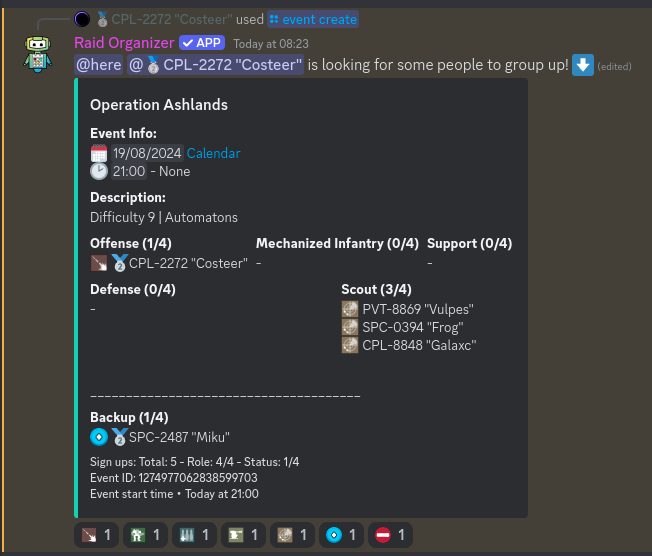 CPL-2272 "Costeer" used event create
Raid Organizer APP Today at 08:23
@here @🥈CPL-2272 "Costeer" is looking for some people to group up! ⬇ (edited)
Operation Ashlands
Event Info:
19/08/2024 Calendar
21:00 - None
Description:
Difficulty 9 | Automatons
Offense (1/4) Mechanized Infantry (0/4) Support (0/4)
🥈CPL-2272 "Costeer" - -
Defense (0/4) Scout (3/4)
- PVT-8869 "Vulpes"
SPC-0394 "Frog"
CPL-8848 "Galaxc"
_______________________________________
Backup (1/4)
🥈SPC-2487 "Miku"
Sign ups: Total: 5 - Role: 4/4 - Status: 1/4
Event ID: 1274977062838599703
Event start time • Today at 21:00
1 1 1 1 1 1 1